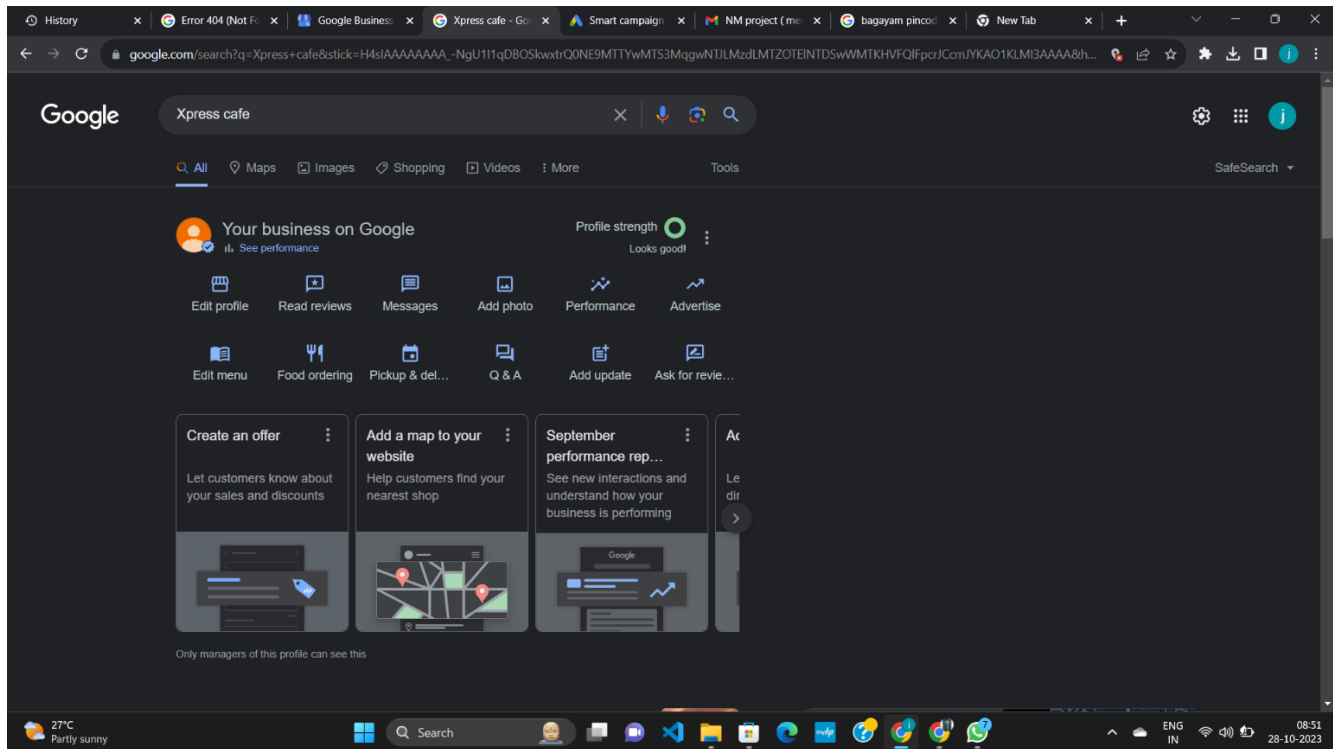 History
Error 404 (Not Fo
Google Business
Xpress cafe - Goo
Smart campaign
NM project ( me
bagayam pincod
New Tab
google.com/search?q=Xpress+cafe&stick=
Google
Xpress cafe
j
All Maps Images Shopping Videos More Tools
SafeSearch
Your business on Google
See performance
Profile strength
Looks good!
Edit profile Read reviews Messages Add photo Performance Advertise
Edit menu Food ordering Pickup & del... Q & A Add update Ask for revie...
Create an offer
Let customers know about
your sales and discounts
Add a map to your
website
Help customers find your
nearest shop
September
performance rep...
See new interactions and
understand how your
business is performing
Google
Only managers of this profile can see this
27°C
Partly sunny
Search
7
ENG
IN
08:51
28-10-2023